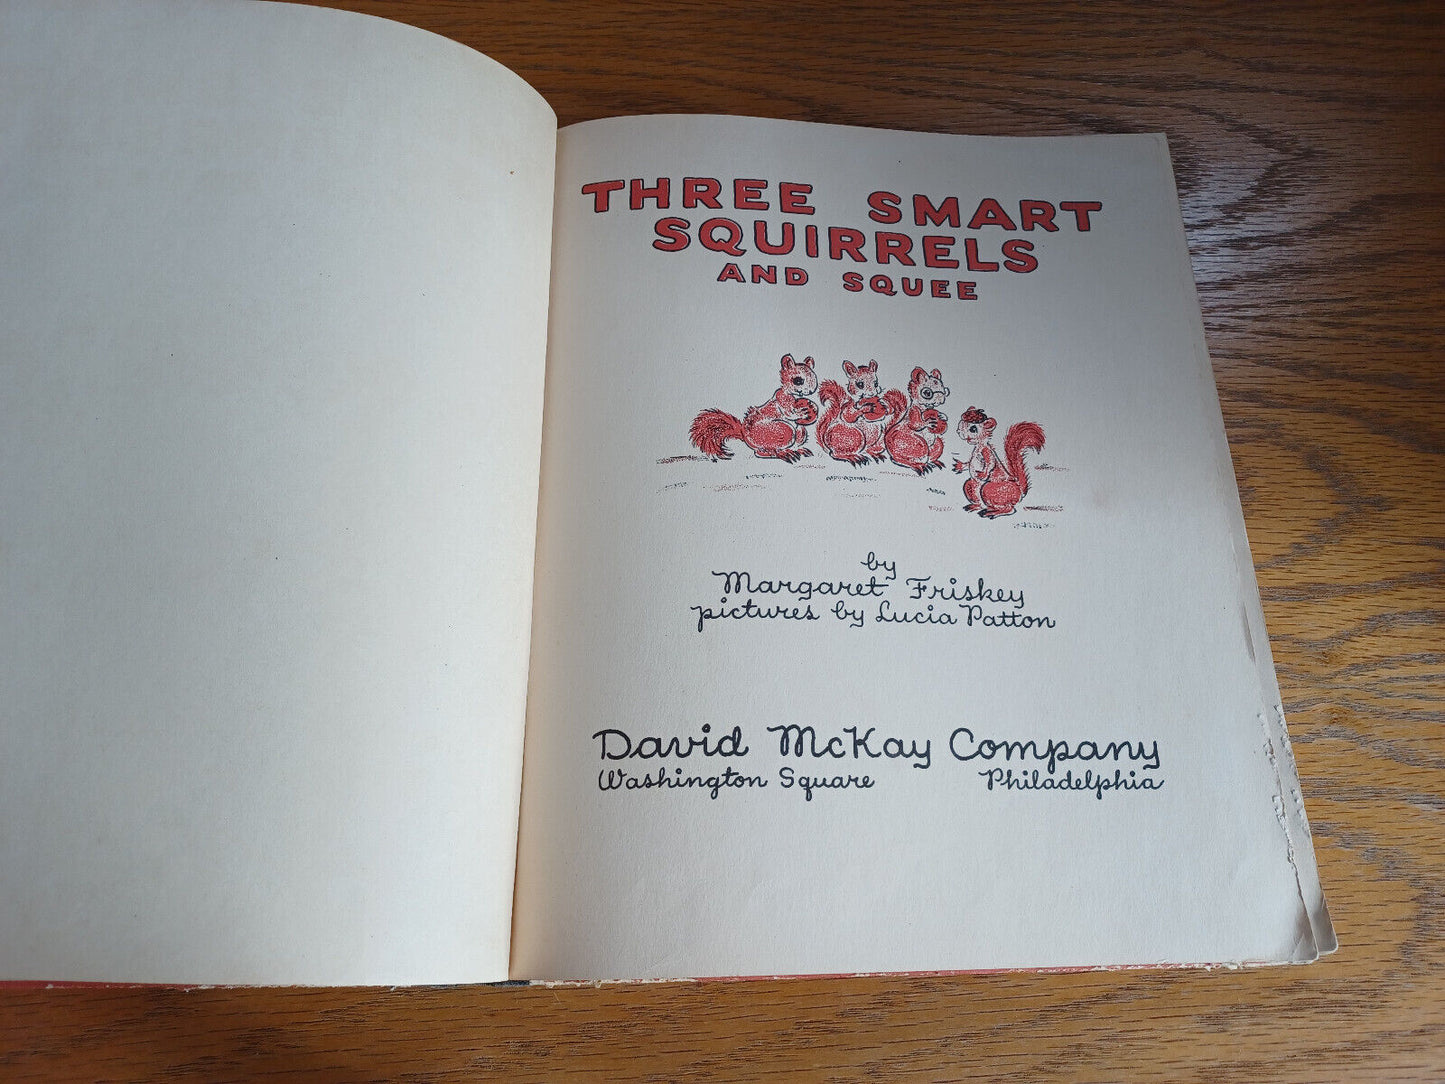 THREE SMART
SQUIRRELS
AND SQUEE
by
Margaret Friskey
pictures by Lucia Patton
David McKay Company
Washington Square Philadelphia